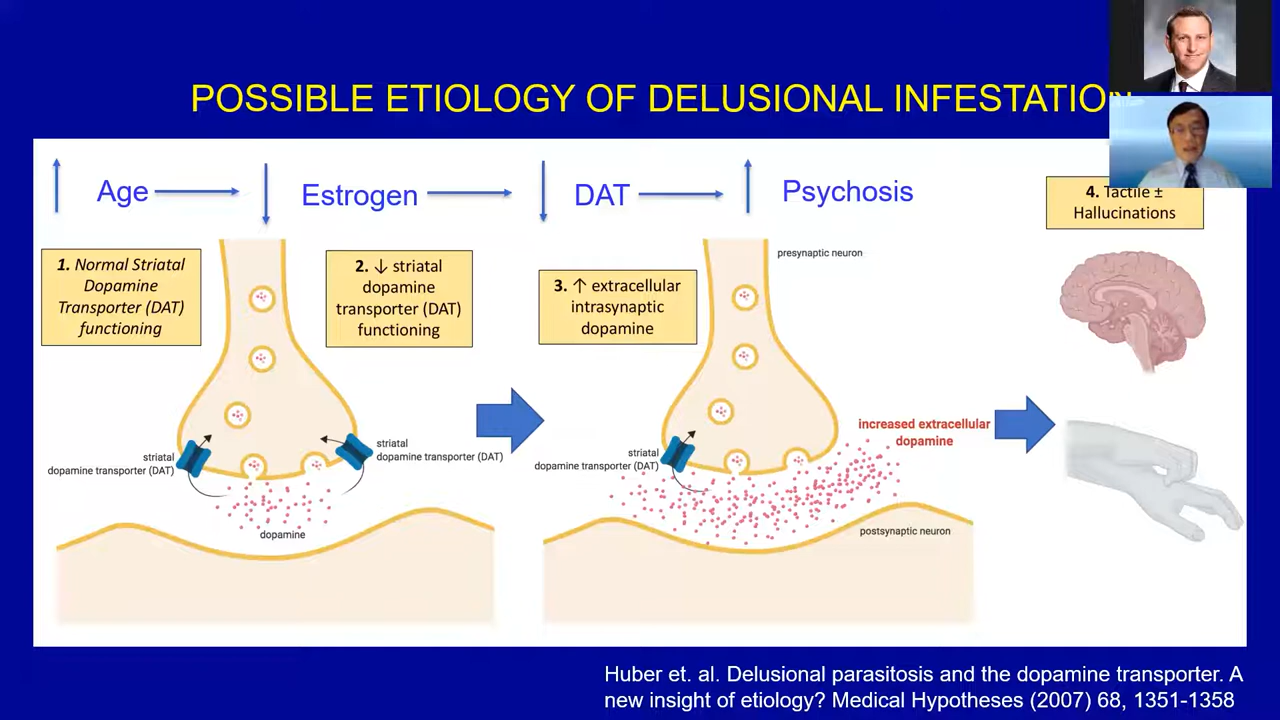 POSSIBLE ETIOLOGY OF DELUSIONAL INFESTATION
Age
Estrogen
DAT
Psychosis
1. Normal Striatal
Dopamine
Transporter (DAT)
functioning
2. ↓ striatal
dopamine
transporter (DAT)
functioning
3. ↑ extracellular
intrasynaptic
dopamine
presynaptic neuron
4. Tactile ±
Hallucinations
striatal
dopamine transporter (DAT)
striatal
dopamine transporter (DAT)
dopamine
striatal
dopamine transporter (DAT)
increased extracellular
dopamine
postsynaptic neuron
Huber et. al. Delusional parasitosis and the dopamine transporter. A
new insight of etiology? Medical Hypotheses (2007) 68, 1351-1358